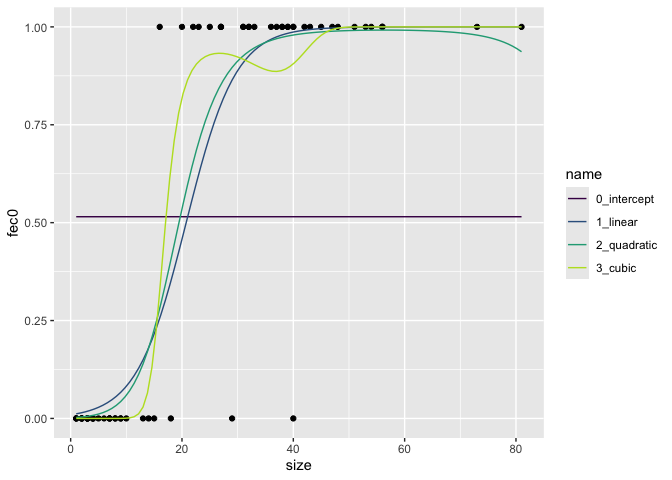 1.00
0.75
0.50
0.25
0.00
fec0
0
20
40
60
80
size
name
0_intercept
1_linear
2_quadratic
3_cubic